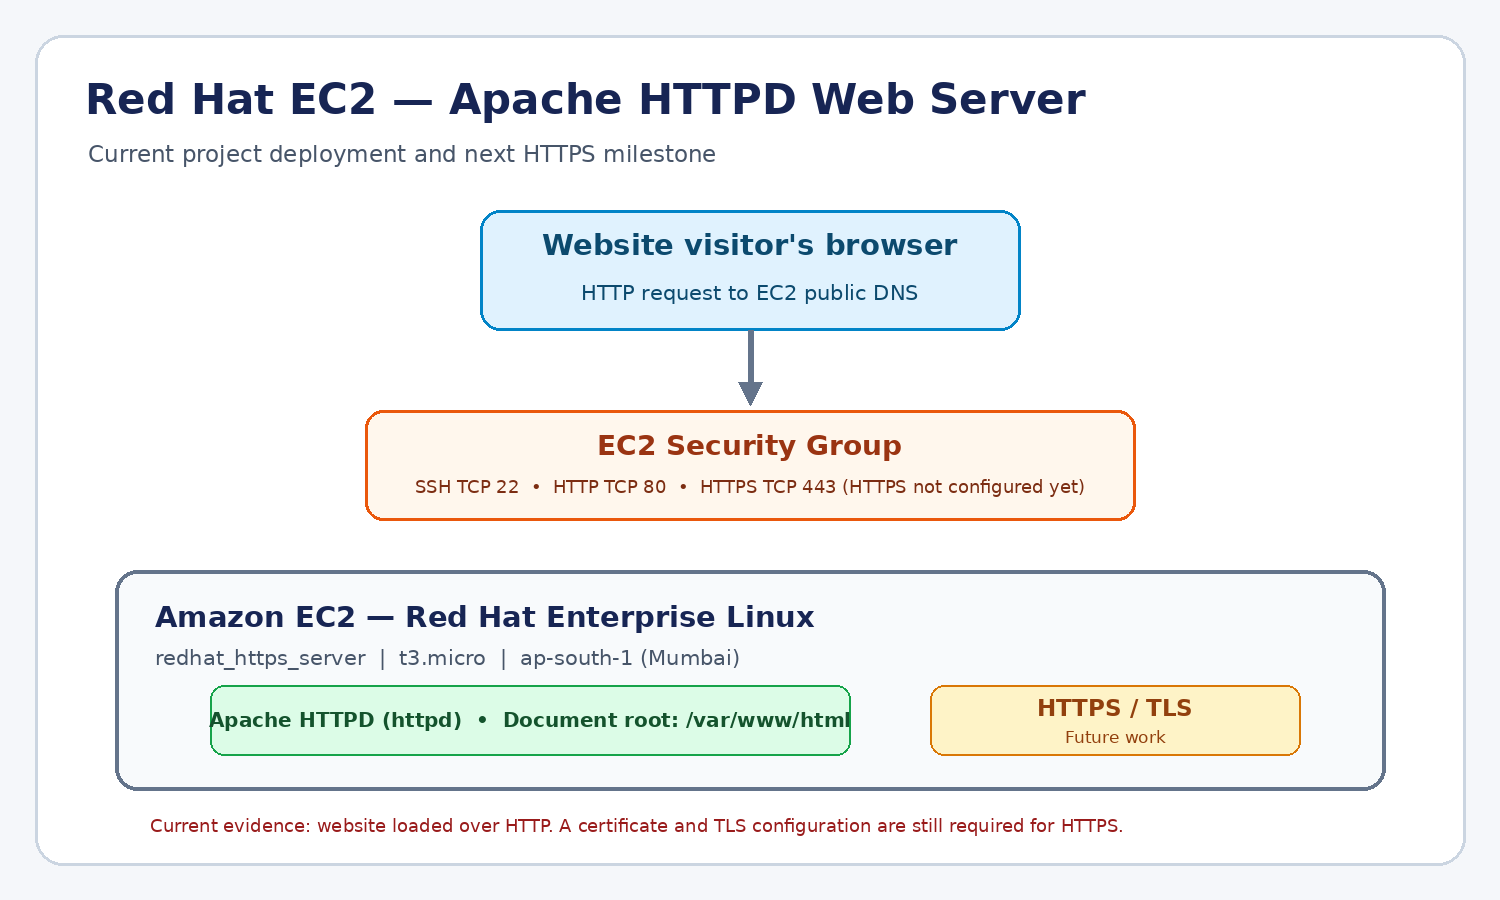 Red Hat EC2 — Apache HTTPD Web Server
Current project deployment and next HTTPS milestone
Website visitor's browser
HTTP request to EC2 public DNS
EC2 Security Group
SSH TCP 22 • HTTP TCP 80 • HTTPS TCP 443 (HTTPS not configured yet)
Amazon EC2 — Red Hat Enterprise Linux
redhat_https_server | t3.micro | ap-south-1 (Mumbai)
Apache HTTPD (httpd) • Document root: /var/www/html
HTTPS / TLS
Future work
Current evidence: website loaded over HTTP. A certificate and TLS configuration are still required for HTTPS.